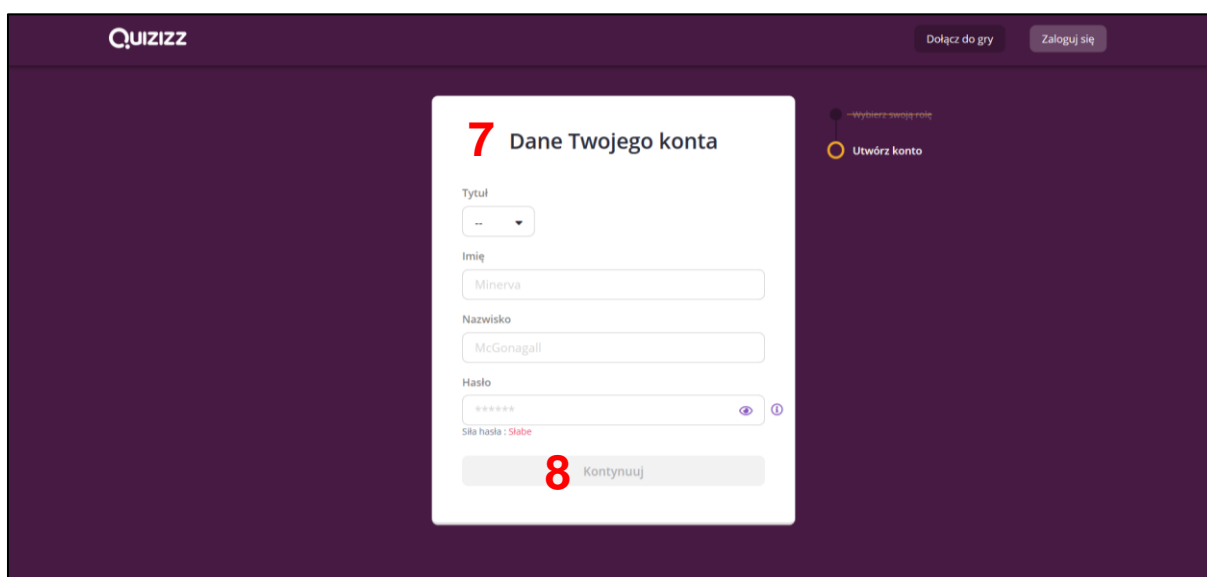 Quizizz
Dołącz do gry
Zaloguj się
7 Dane Twojego konta
Wybierz swoją rolę
Utwórz konto
Tytuł
--
Imię
Minerva
Nazwisko
McGonagall
Hasło
******
Siła hasła : Słabe
8 Kontynuuj